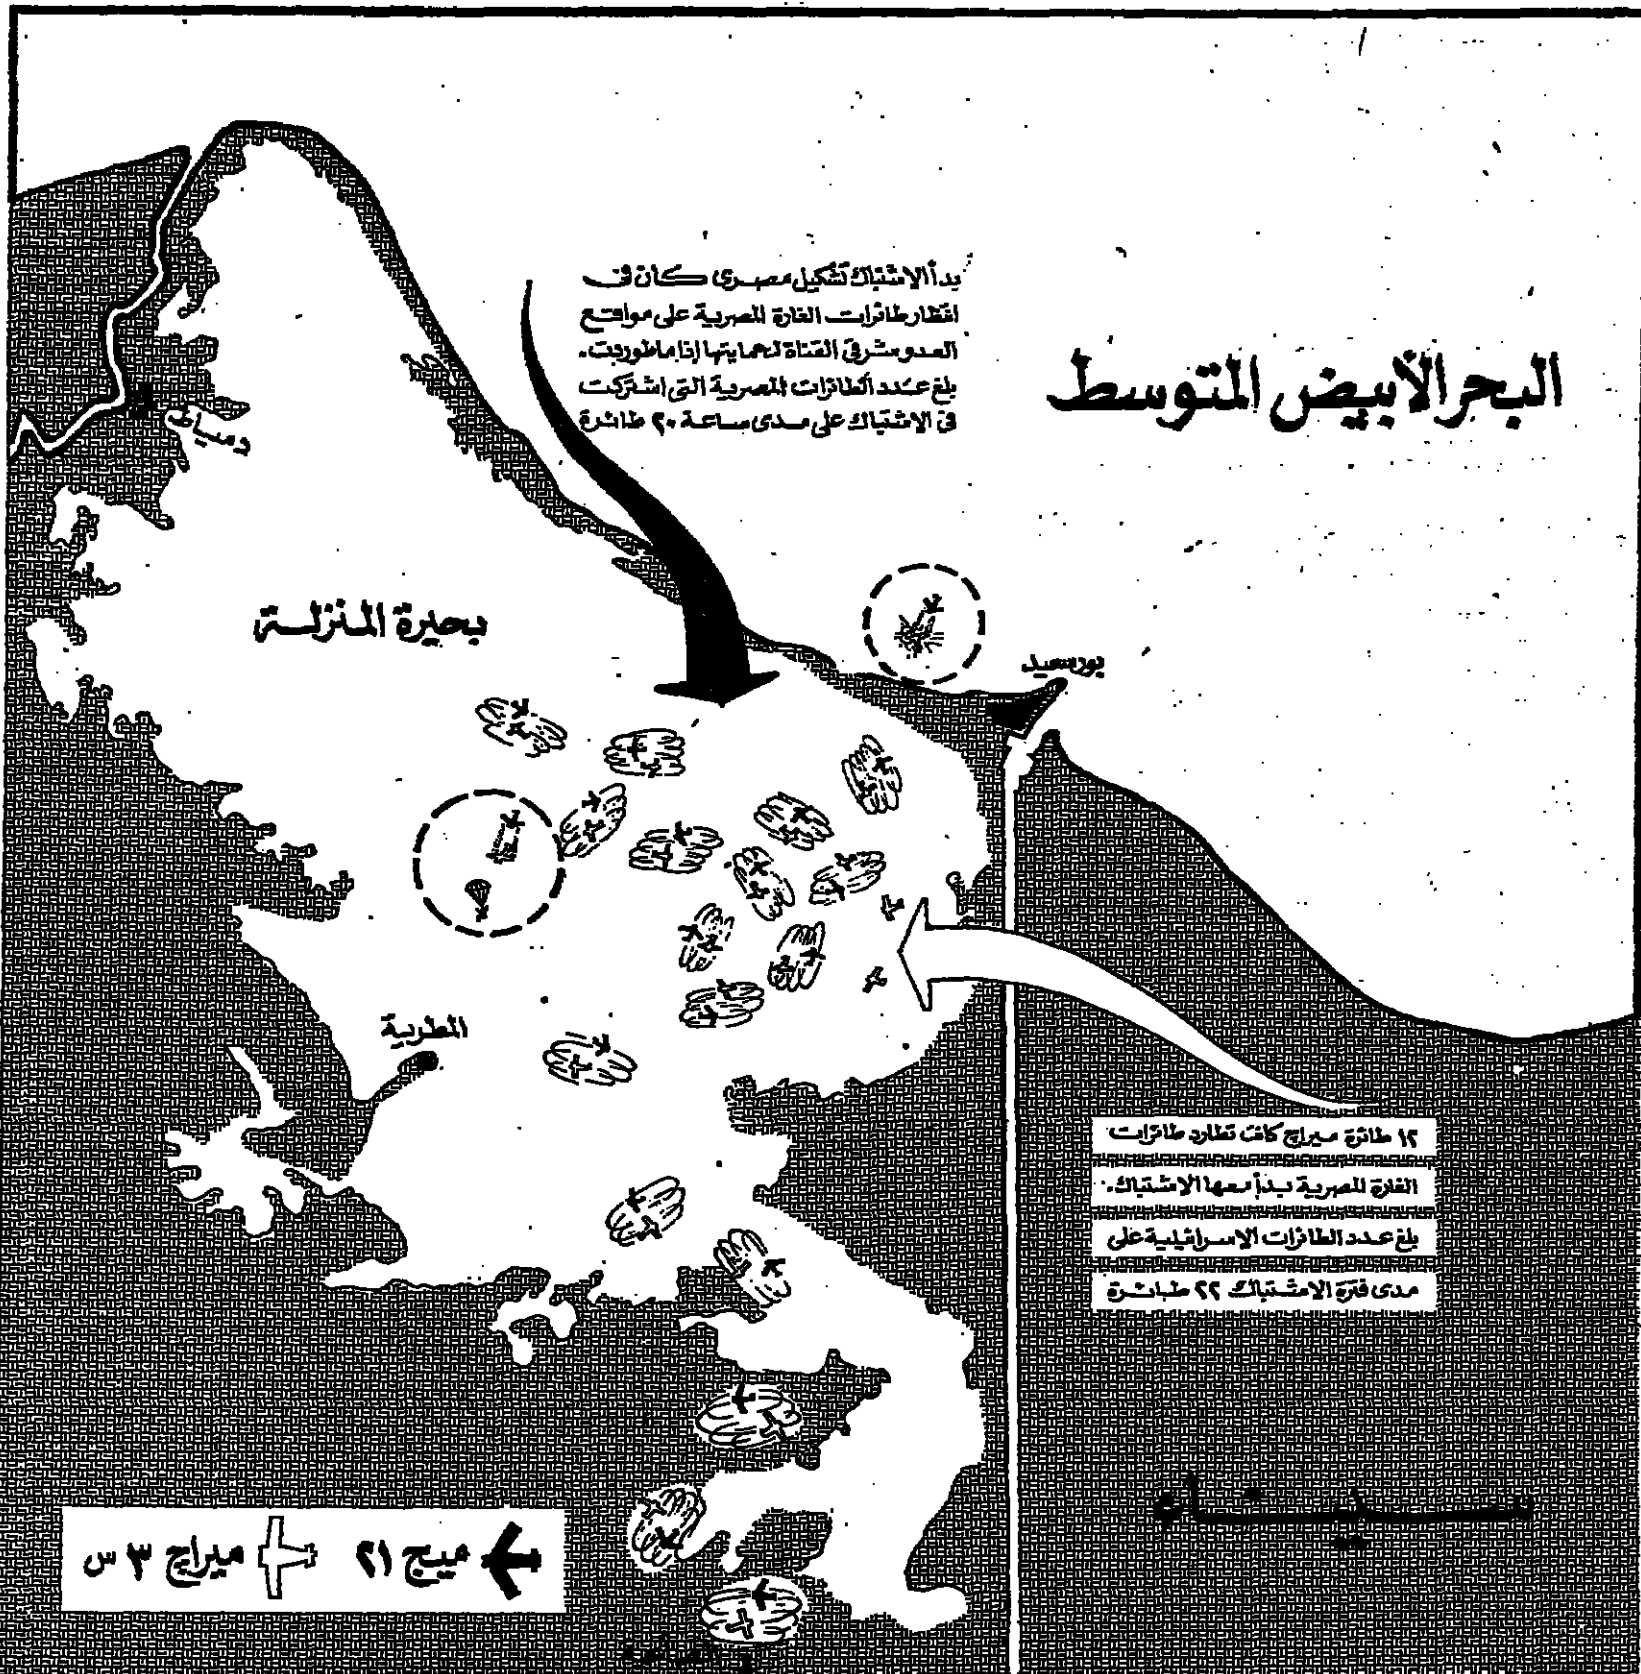 بدأ الاشتباك تشكيل مصرى كان فى
انتظار طائرات الغارة المصرية على مواقع
العدو شرقى القناة لحمايتها إذا ما طوردت.
بلغ عدد الطائرات المصرية التى اشتركت
فى الاشتباك على مدى ساعة ٢٠ طائرة
البحر الأبيض المتوسط
دمياط
بحيرة المنزلة
بورسعيد
المطرية
١٢ طائرة ميراج كانت تطارد طائرات
الغارة المصرية بدأ معها الاشتباك.
بلغ عدد الطائرات الاسرائيلية على
مدى فترة الاشتباك ٢٢ طائرة
سيناء
ميج ٢١ ميراج ٣ س